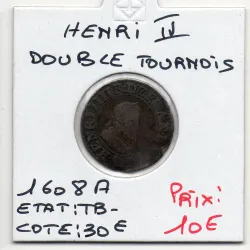 HENRI IV
DOUBLE TOURNOIS
1608 A
ETAT: TB-
COTE: 30€
PRIX:
10€